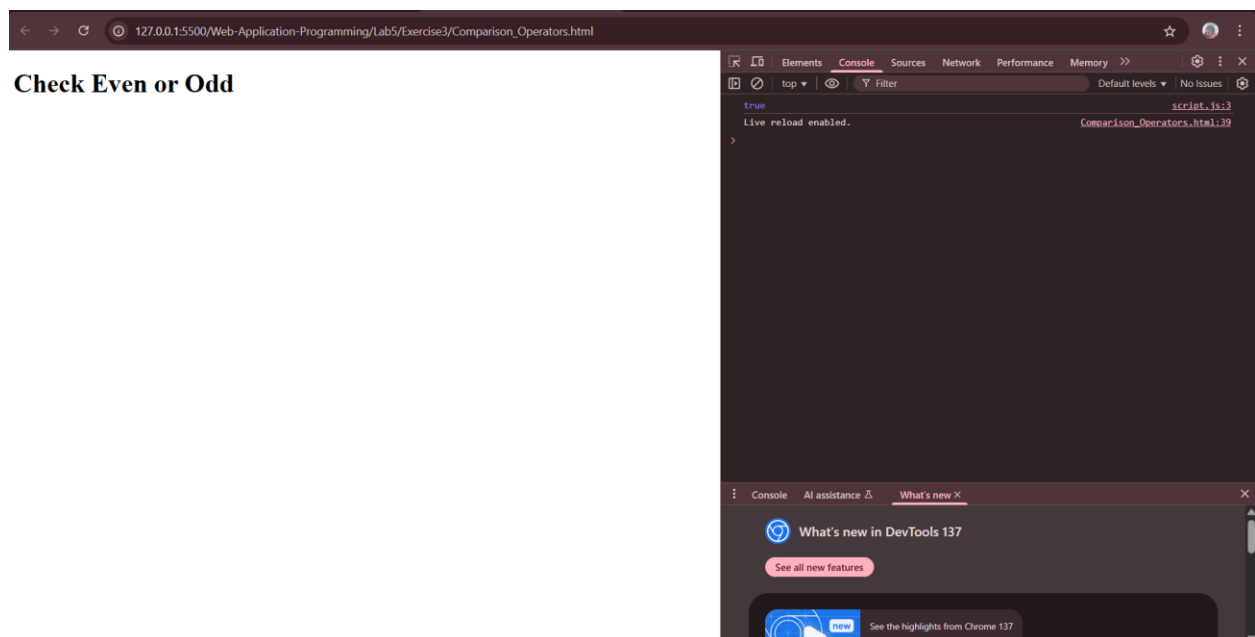 127.0.0.1:5500/Web-Application-Programming/Lab5/Exercise3/Comparison_Operators.html
Check Even or Odd
Elements Console Sources Network Performance Memory
top Filter Default levels No Issues
true script.js:3
Live reload enabled. Comparison_Operators.html:39
Console AI assistance What's new
What's new in DevTools 137
See all new features
new See the highlights from Chrome 137